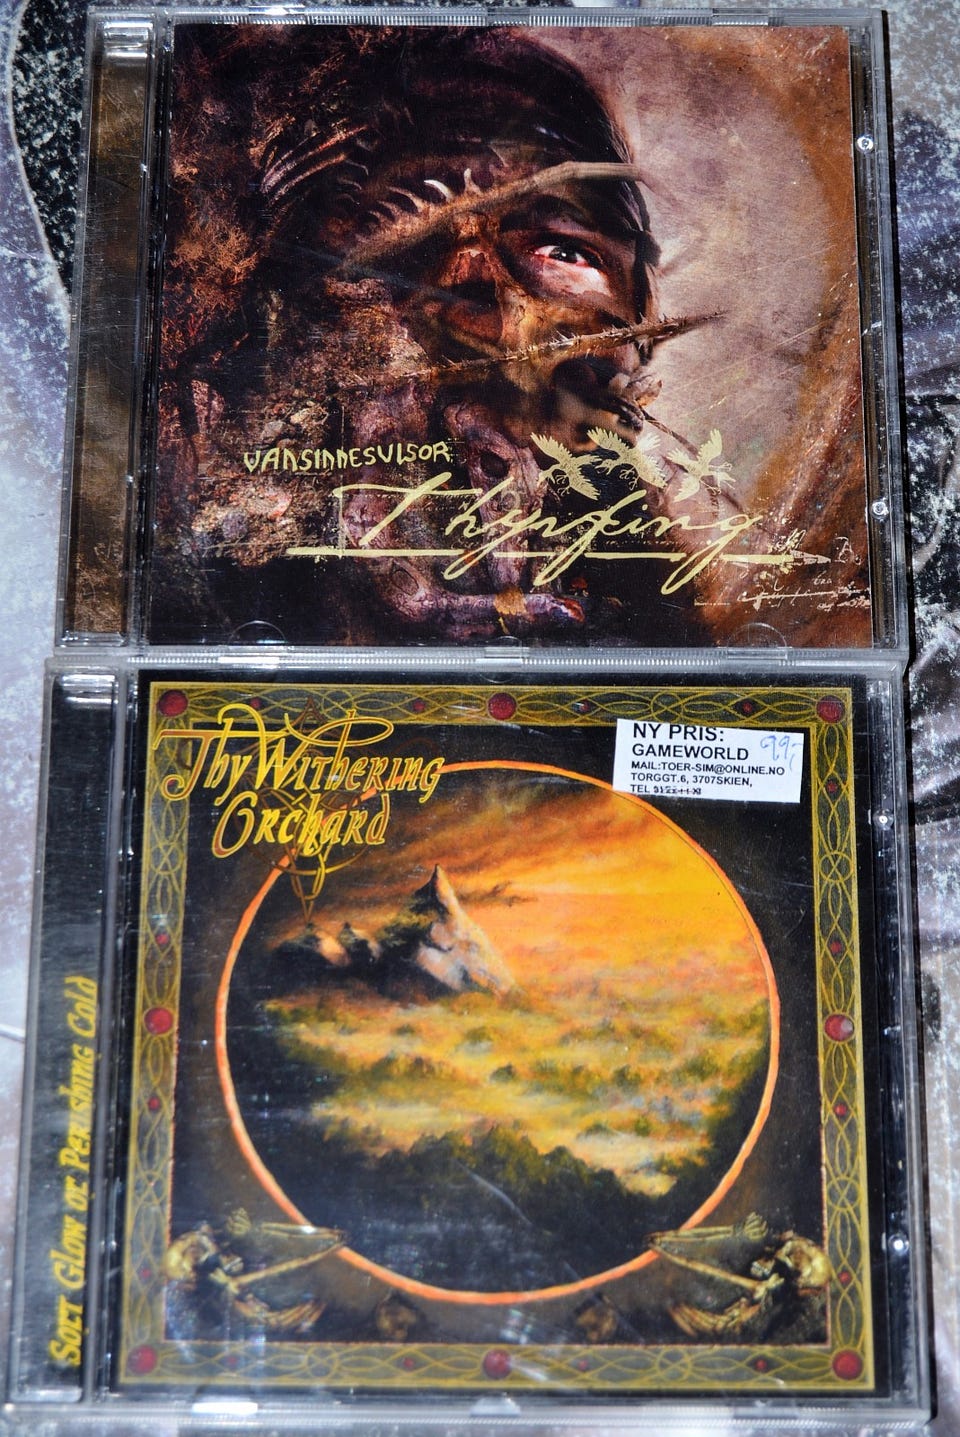 VANSINNESVISOR
Thyrfing
Thy Withering
Orchard
NY PRIS:
99,-
GAMEWORLD
MAIL:TOER-SIM@ONLINE.NO
TORGGT.6, 3707SKIEN,
TEL
Soft Glow of Perishing Cold